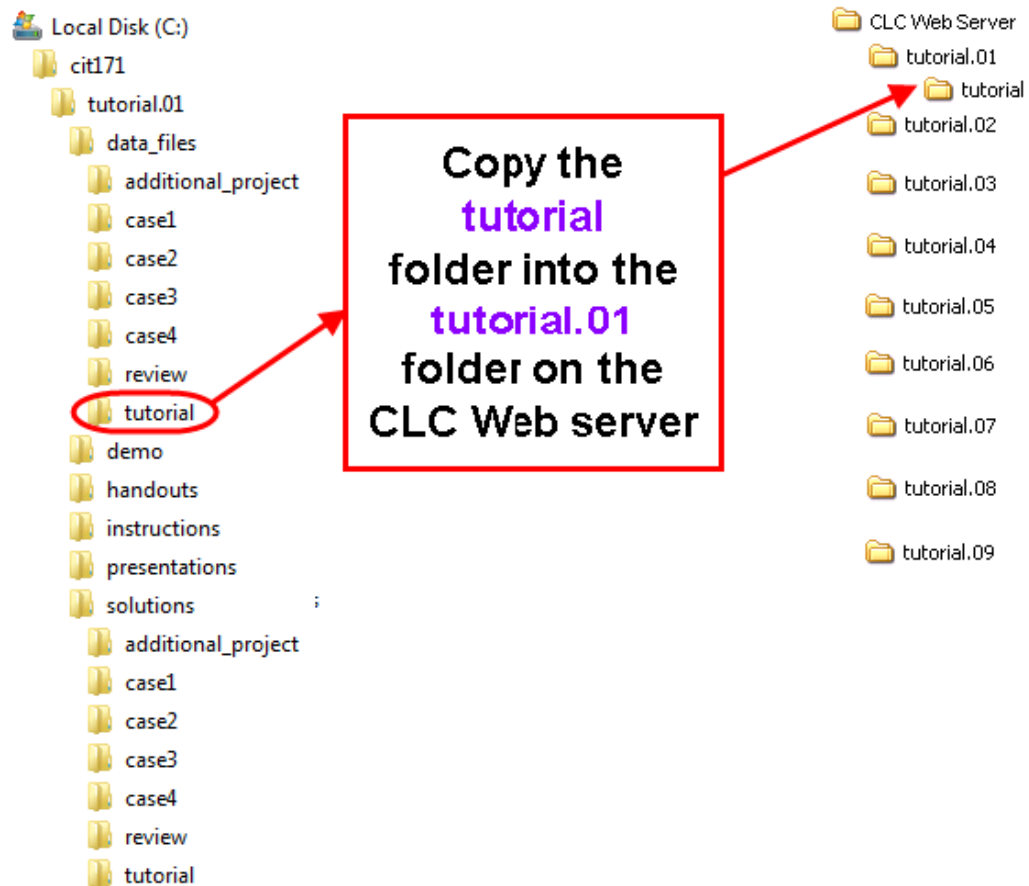 Local Disk (C:)
cit171
tutorial.01
data_files
additional_project
case1
case2
case3
case4
review
tutorial
demo
handouts
instructions
presentations
solutions
additional_project
case1
case2
case3
case4
review
tutorial
Copy the
tutorial
folder into the
tutorial.01
folder on the
CLC Web server
CLC Web Server
tutorial.01
tutorial
tutorial.02
tutorial.03
tutorial.04
tutorial.05
tutorial.06
tutorial.07
tutorial.08
tutorial.09